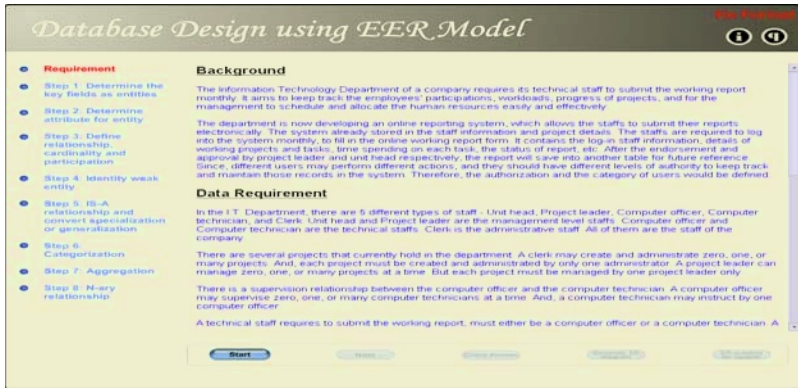 Database Design using EER Model
Requirement
Step 1: Determine the
key fields as entities
Step 2: Determine
attribute for entity
Step 3: Define
relationship,
cardinality and
participation
Step 4: Identity weak
entity
Step 5: IS-A
relationship and
convert specialization
or generalization
Step 6:
Categorization
Step 7: Aggregation
Step 8: N-ary
relationship
Background
The Information Technology Department of a company requires its technical staff to submit the working report
monthly. It aims to keep track the employees' participations, workloads, progress of projects, and for the
management to schedule and allocate the human resources easily and effectively.
The department is now developing an online reporting system, which allows the staffs to submit their reports
electronically. The system already stored in the staff information and project details. The staffs are required to log
into the system monthly, to fill in the online working report form. It contains the log-in staff information, details of
working projects and tasks, time spending on each task, the status of report, etc. After the endorsement and
approval by project leader and unit head respectively, the report will save into another table for future reference.
Since, different users may perform different actions, and they should have different levels of authority to keep track
and maintain those records in the system. Therefore, the authorization and the category of users would be defined.
Data Requirement
In the I.T. Department, there are 5 different types of staff - Unit head, Project leader, Computer officer, Computer
technician, and Clerk. Unit head and Project leader are the management level staffs. Computer officer and
Computer technician are the technical staffs. Clerk is the administrative staff. All of them are the staff of the
company.
There are several projects that currently hold in the department. A clerk may create and administrate zero, one, or
many projects. And, each project must be created and administrated by only one administrator. A project leader can
manage zero, one, or many projects at a time. But each project must be managed by one project leader only.
There is a supervision relationship between the computer officer and the computer technician. A computer officer
may supervise zero, one, or many computer technicians at a time. And, a computer technician may instruct by one
computer officer.
A technical staff requires to submit the working report, must either be a computer officer or a computer technician. A
Start